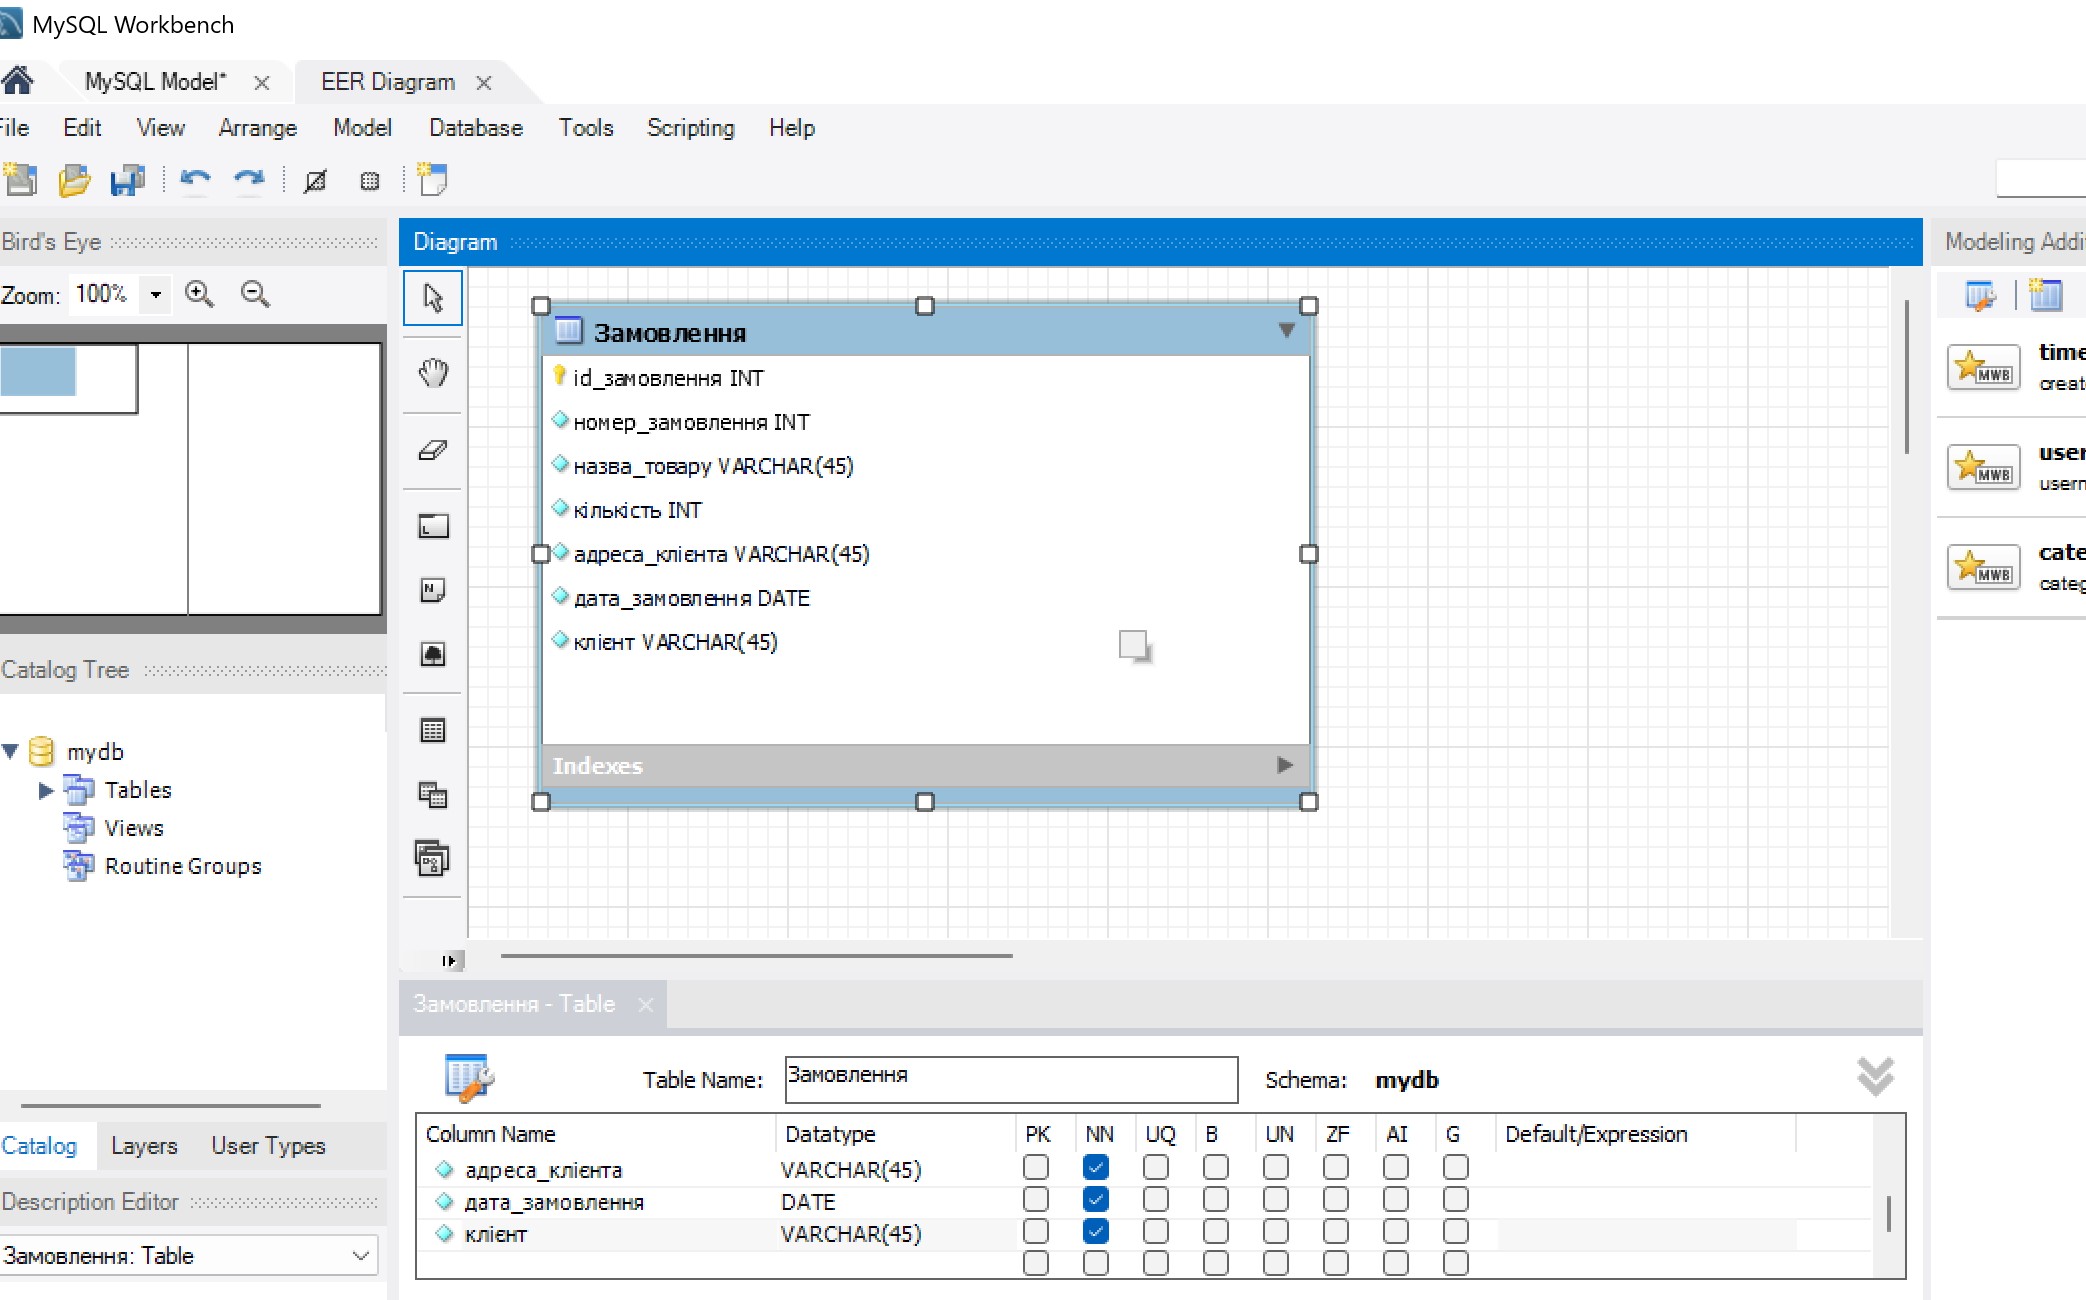 MySQL Workbench
MySQL Model* EER Diagram
File Edit View Arrange Model Database Tools Scripting Help
Bird's Eye
Zoom: 100%
Catalog Tree
mydb
Tables
Views
Routine Groups
Catalog Layers User Types
Description Editor
Замовлення: Table
Diagram
Замовлення
id_замовлення INT
номер_замовлення INT
назва_товару VARCHAR(45)
кількість INT
адреса_клієнта VARCHAR(45)
дата_замовлення DATE
клієнт VARCHAR(45)
Indexes
Замовлення - Table
Table Name: Замовлення Schema: mydb
Column Name Datatype PK NN UQ B UN ZF AI G Default/Expression
адреса_клієнта VARCHAR(45)
дата_замовлення DATE
клієнт VARCHAR(45)
Modeling Addi
time
creat
user
usern
cate
categ
MWB
MWB
MWB